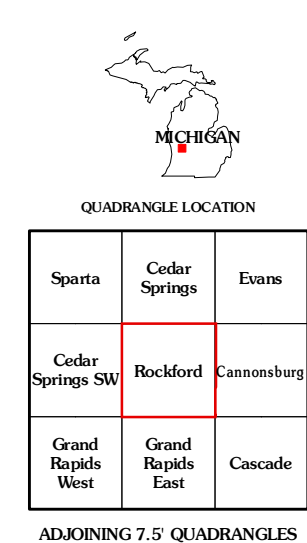 MICHIGAN
QUADRANGLE LOCATION
Sparta
Cedar
Springs
Evans
Cedar
Springs SW
Rockford
Cannonsburg
Grand
Rapids
West
Grand
Rapids
East
Cascade
ADJOINING 7.5' QUADRANGLES